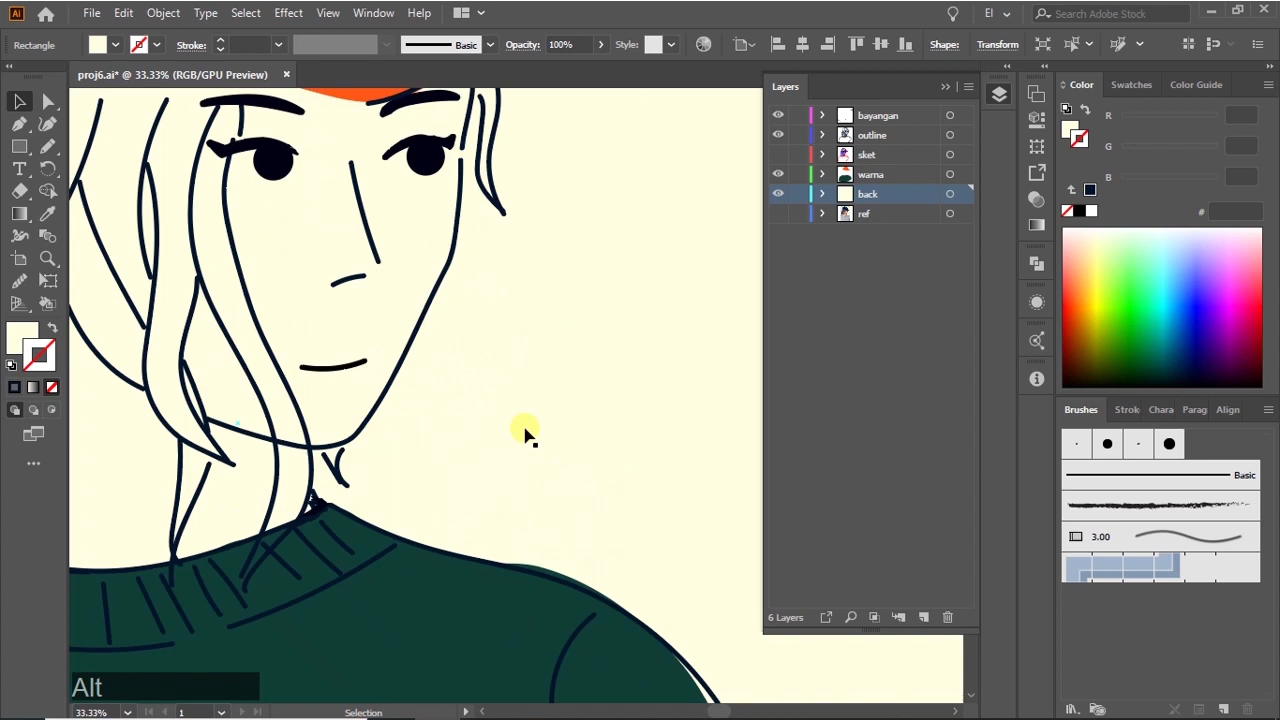 Ai File Edit Object Type Select Effect View Window Help El Search Adobe Stock
Rectangle Stroke: Basic Opacity: 100% Style: Shape: Transform
proj6.ai* @ 33.33% (RGB/GPU Preview)
Layers
bayangan
outline
sket
warna
back
ref
6 Layers
Color Swatches Color Guide
R
G
B
#
Brushes Strok Chara Parag Align
Basic
3.00
Alt
33.33% 1 Selection